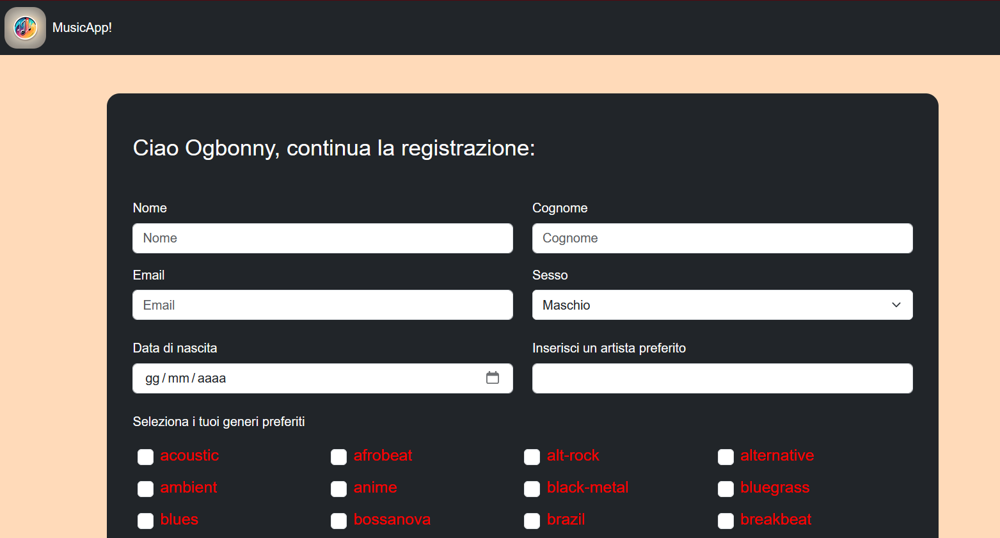 MusicApp!
Ciao Ogbonny, continua la registrazione:
Nome Cognome
Nome Cognome
Email Sesso
Email Maschio
Data di nascita Inserisci un artista preferito
gg/mm/aaaa
Seleziona i tuoi generi preferiti
acoustic afrobeat alt-rock alternative
ambient anime black-metal bluegrass
blues bossanova brazil breakbeat